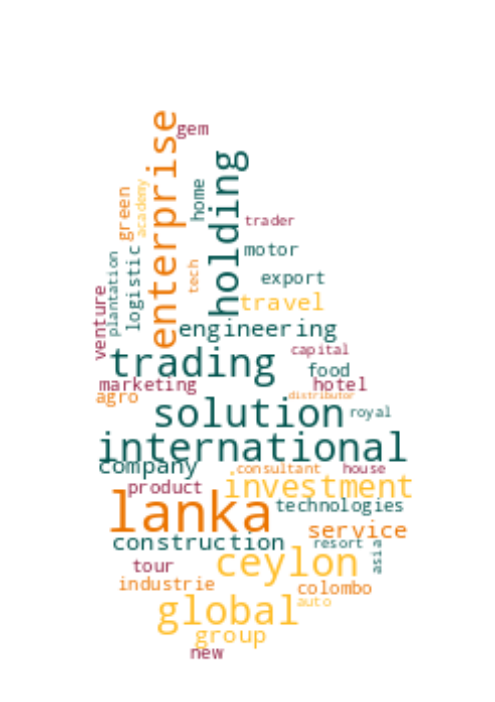 enterprise
gem
holding
home
academy
green
trader
motor
logistic
plantation
tech
export
venture
travel
engineering
trading
capital
food
marketing
hotel
agro
distributor
solution
royal
international
company
consultant
house
investment
product
lanka
technologies
service
construction
resort
asia
ceylon
tour
industrie
colombo
global
auto
group
new